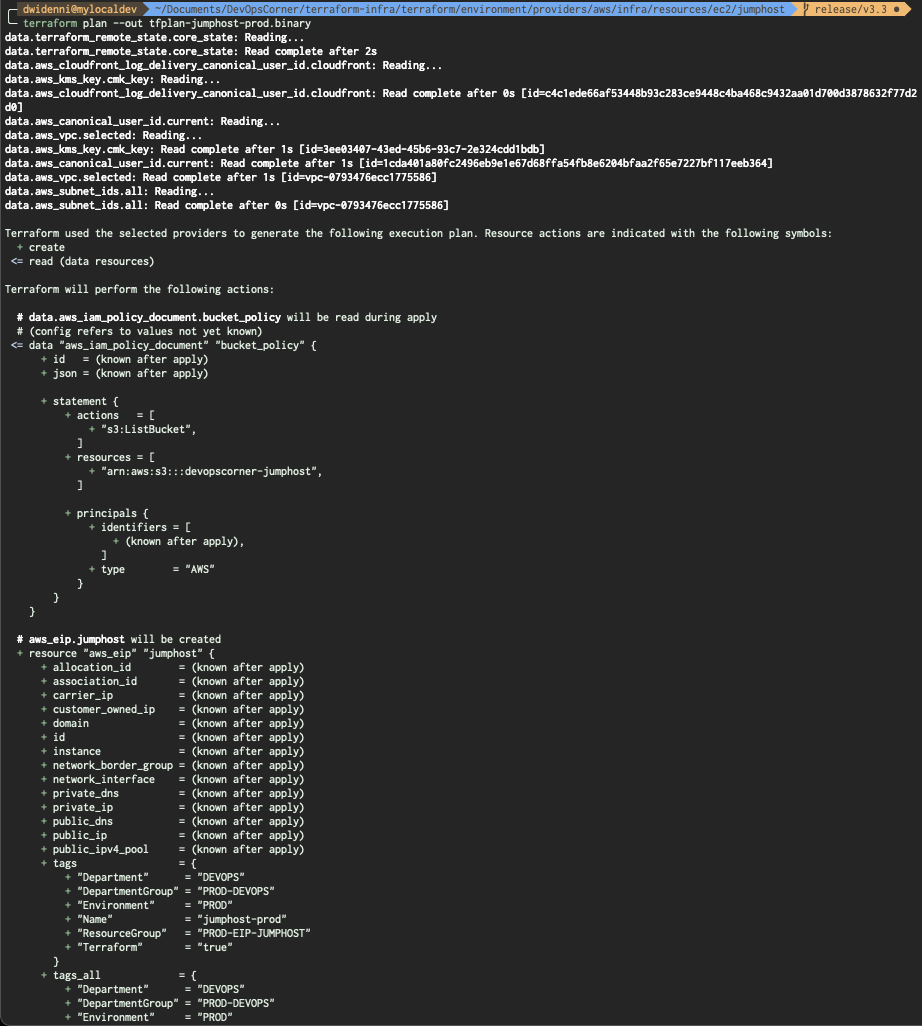 dwidenni@mylocaldev ~/Documents/DevOpsCorner/terraform-infra/terraform/environment/providers/aws/infra/resources/ec2/jumphost release/v3.3 ●
terraform plan --out tfplan-jumphost-prod.binary
data.terraform_remote_state.core_state: Reading...
data.terraform_remote_state.core_state: Read complete after 2s
data.aws_cloudfront_log_delivery_canonical_user_id.cloudfront: Reading...
data.aws_kms_key.cmk_key: Reading...
data.aws_cloudfront_log_delivery_canonical_user_id.cloudfront: Read complete after 0s [id=c4c1ede66af53448b93c283ce9448c4ba468c9432aa01d700d3878632f77d2
d0]
data.aws_canonical_user_id.current: Reading...
data.aws_vpc.selected: Reading...
data.aws_kms_key.cmk_key: Read complete after 1s [id=3ee03407-43ed-45b6-93c7-2e324cdd1bdb]
data.aws_canonical_user_id.current: Read complete after 1s [id=1cda401a80fc2496eb9e1e67d68ffa54fb8e6204bfaa2f65e7227bf117eeb364]
data.aws_vpc.selected: Read complete after 1s [id=vpc-0793476ecc1775586]
data.aws_subnet_ids.all: Reading...
data.aws_subnet_ids.all: Read complete after 0s [id=vpc-0793476ecc1775586]
Terraform used the selected providers to generate the following execution plan. Resource actions are indicated with the following symbols:
+ create
<= read (data resources)
Terraform will perform the following actions:
# data.aws_iam_policy_document.bucket_policy will be read during apply
# (config refers to values not yet known)
<= data "aws_iam_policy_document" "bucket_policy" {
+ id = (known after apply)
+ json = (known after apply)
+ statement {
+ actions = [
+ "s3:ListBucket",
]
+ resources = [
+ "arn:aws:s3:::devopscorner-jumphost",
]
+ principals {
+ identifiers = [
+ (known after apply),
]
+ type = "AWS"
}
}
}
# aws_eip.jumphost will be created
+ resource "aws_eip" "jumphost" {
+ allocation_id = (known after apply)
+ association_id = (known after apply)
+ carrier_ip = (known after apply)
+ customer_owned_ip = (known after apply)
+ domain = (known after apply)
+ id = (known after apply)
+ instance = (known after apply)
+ network_border_group = (known after apply)
+ network_interface = (known after apply)
+ private_dns = (known after apply)
+ private_ip = (known after apply)
+ public_dns = (known after apply)
+ public_ip = (known after apply)
+ public_ipv4_pool = (known after apply)
+ tags = {
+ "Department" = "DEVOPS"
+ "DepartmentGroup" = "PROD-DEVOPS"
+ "Environment" = "PROD"
+ "Name" = "jumphost-prod"
+ "ResourceGroup" = "PROD-EIP-JUMPHOST"
+ "Terraform" = "true"
}
+ tags_all = {
+ "Department" = "DEVOPS"
+ "DepartmentGroup" = "PROD-DEVOPS"
+ "Environment" = "PROD"